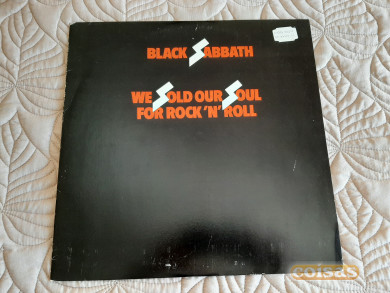 BLACK SABBATH
WE SOLD OUR SOUL
FOR ROCK 'N' ROLL
coisas